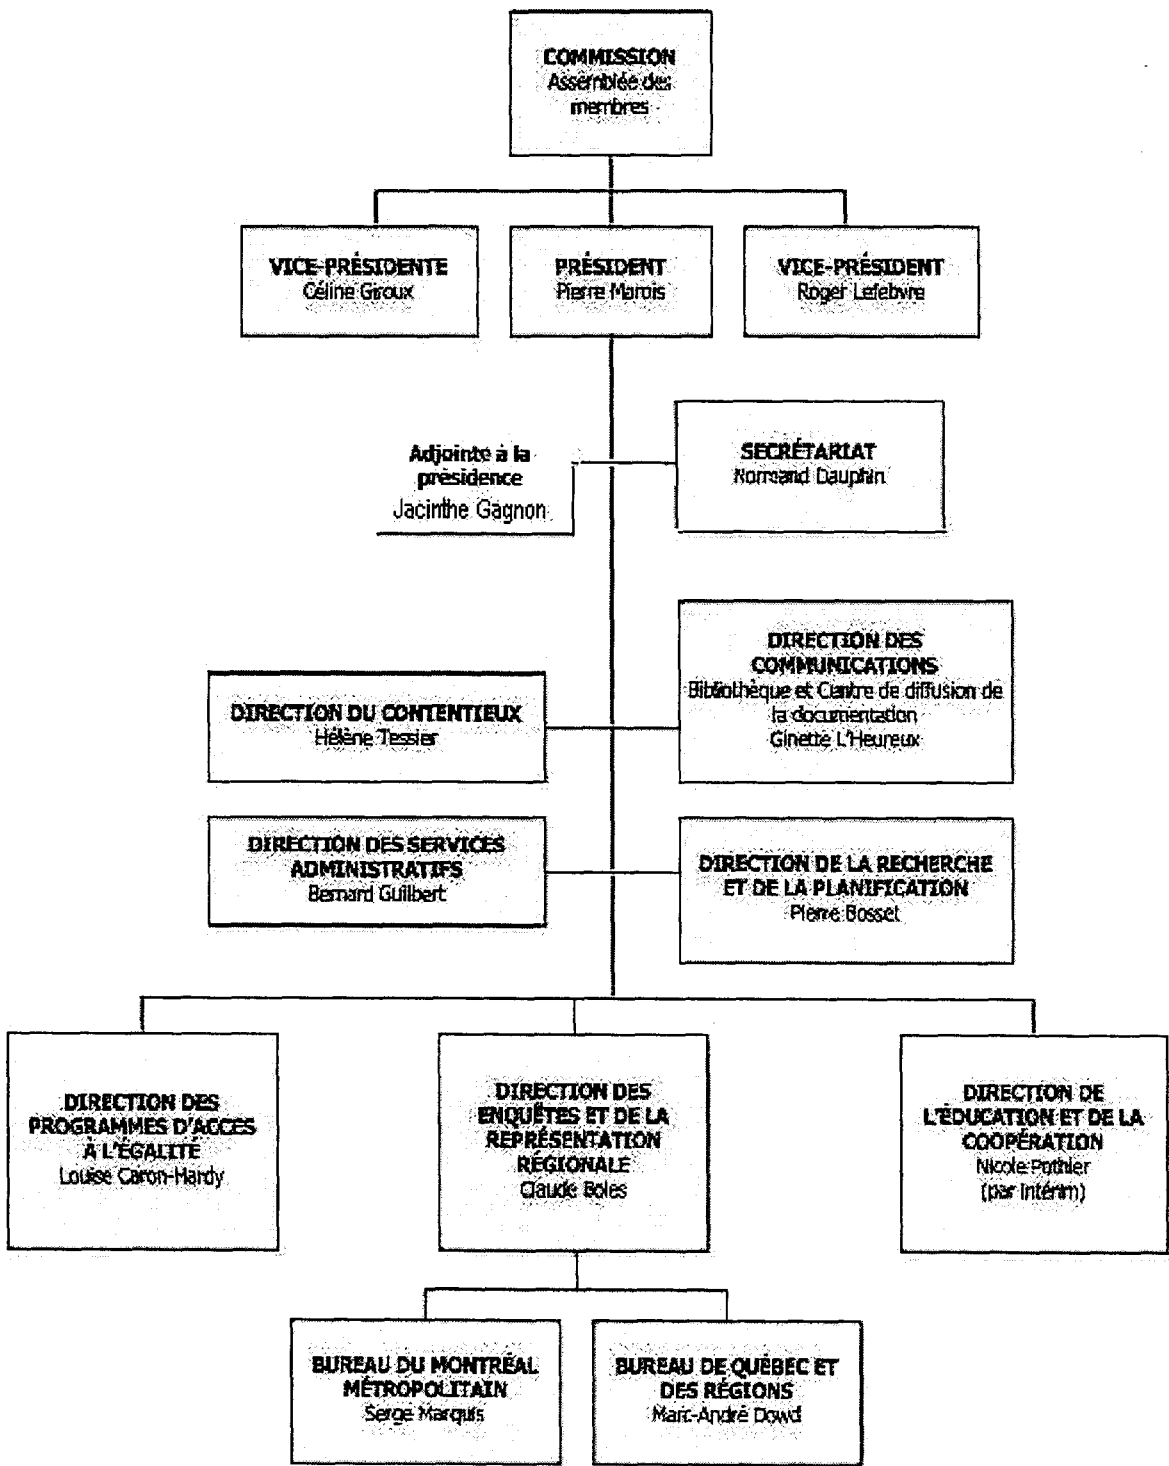 COMMISSION
Assemblée des
membres
VICE-PRÉSIDENTE
Céline Giroux
PRÉSIDENT
Pierre Marois
VICE-PRÉSIDENT
Roger Lefebvre
Adjointe à la
présidence
Jacinthe Gagnon
SECRÉTARIAT
Normand Dauphin
DIRECTION DU CONTENTIEUX
Hélène Tessier
DIRECTION DES
COMMUNICATIONS
Bibliothèque et Centre de diffusion de
la documentation
Ginette L'Heureux
DIRECTION DES SERVICES
ADMINISTRATIFS
Bernard Guilbert
DIRECTION DE LA RECHERCHE
ET DE LA PLANIFICATION
Pierre Bosset
DIRECTION DES
PROGRAMMES D'ACCÈS
À L'ÉGALITÉ
Louise Caron-Hardy
DIRECTION DES
ENQUÊTES ET DE LA
REPRÉSENTATION
RÉGIONALE
Claude Boies
DIRECTION DE
L'ÉDUCATION ET DE LA
COOPÉRATION
Nicole Pothier
(par intérim)
BUREAU DU MONTRÉAL
MÉTROPOLITAIN
Serge Marquis
BUREAU DE QUÉBEC ET
DES RÉGIONS
Marc-André Dowd